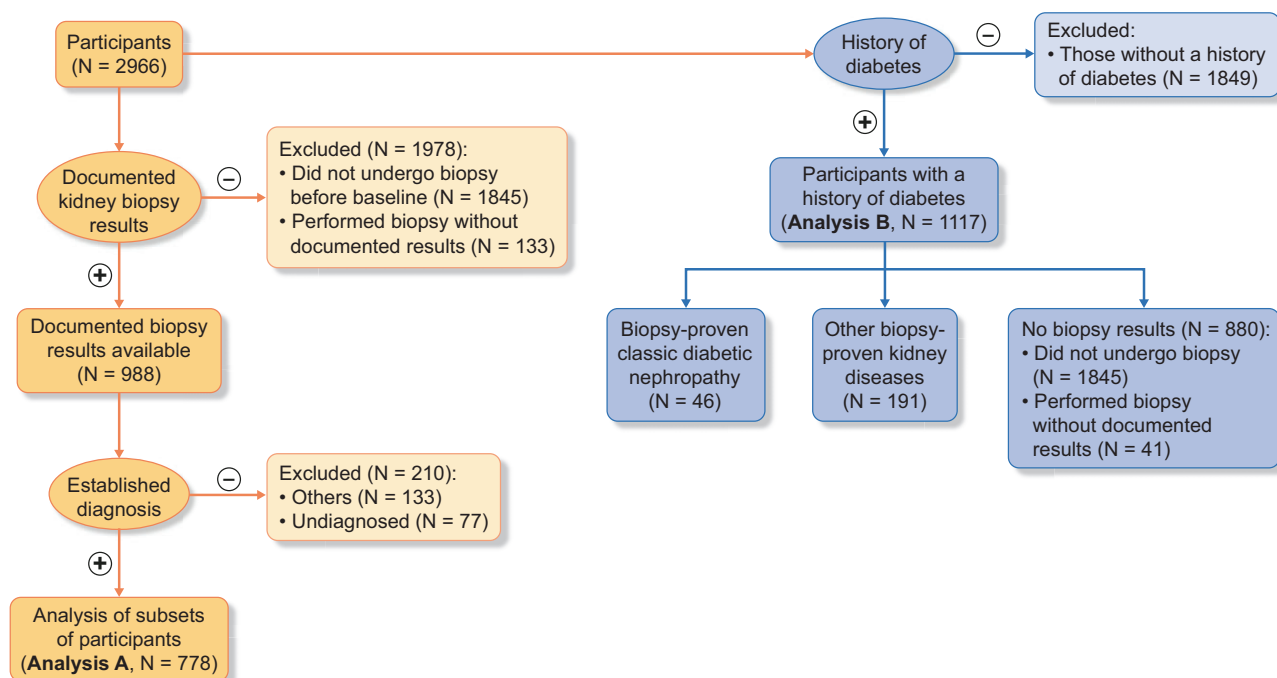 Participants
(N = 2966)
History of
diabetes
−
Excluded:
• Those without a history
of diabetes (N = 1849)
+
Documented
kidney biopsy
results
−
Excluded (N = 1978):
• Did not undergo biopsy
before baseline (N = 1845)
• Performed biopsy without
documented results (N = 133)
Participants with a
history of diabetes
(Analysis B, N = 1117)
+
Documented biopsy
results available
(N = 988)
Biopsy-proven
classic diabetic
nephropathy
(N = 46)
Other biopsy-
proven kidney
diseases
(N = 191)
No biopsy results (N = 880):
• Did not undergo biopsy
(N = 1845)
• Performed biopsy
without documented
results (N = 41)
Established
diagnosis
−
Excluded (N = 210):
• Others (N = 133)
• Undiagnosed (N = 77)
+
Analysis of subsets
of participants
(Analysis A, N = 778)